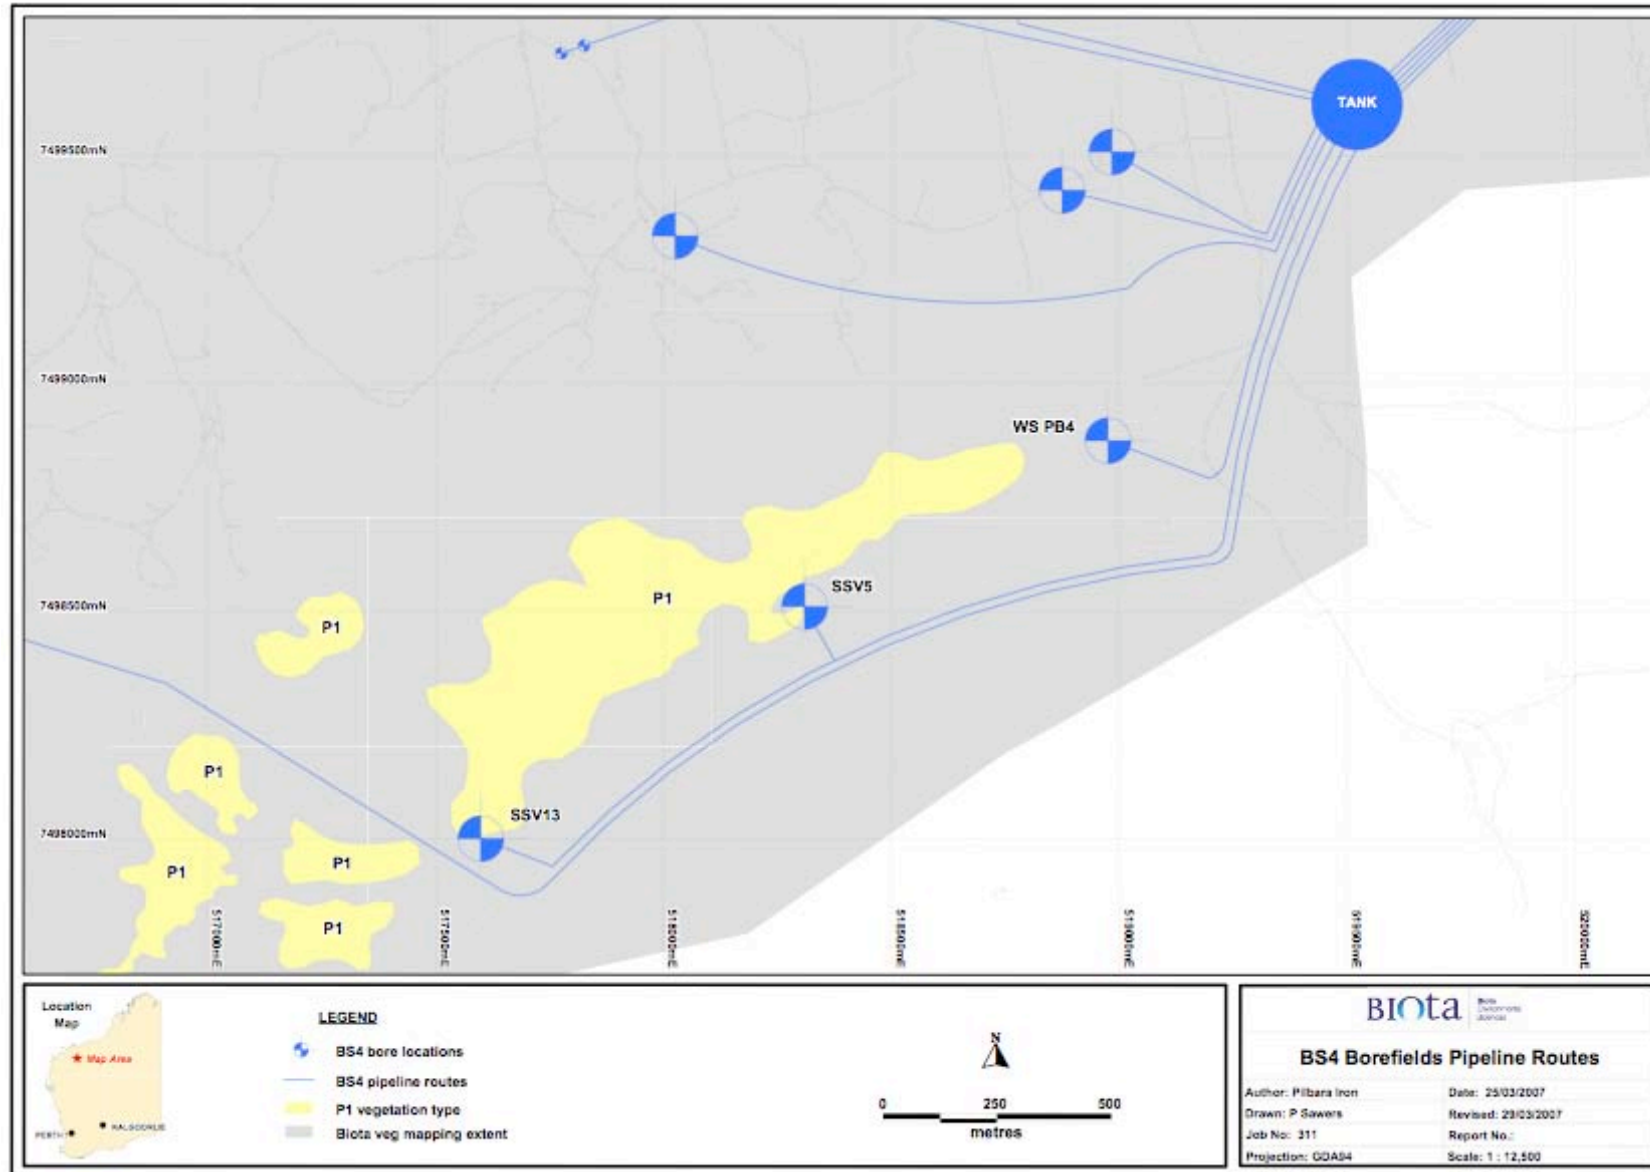 TANK
7499500mN
7499000mN
WS PB4
SSV5
P1
7498500mN
P1
P1
SSV13
7498000mN
P1
P1
P1
517000mE
517500mE
518000mE
518500mE
519000mE
519500mE
520000mE
Location
Map
Map Area
PERTH
KALGOORLIE
LEGEND
BS4 bore locations
BS4 pipeline routes
P1 vegetation type
Biota veg mapping extent
N
0 250 500
metres
BIOta
BS4 Borefields Pipeline Routes
Author: Pilbara Iron Date: 25/03/2007
Drawn: P Sawers Revised: 29/03/2007
Job No: 311 Report No.:
Projection: GDA94 Scale: 1 : 12,500